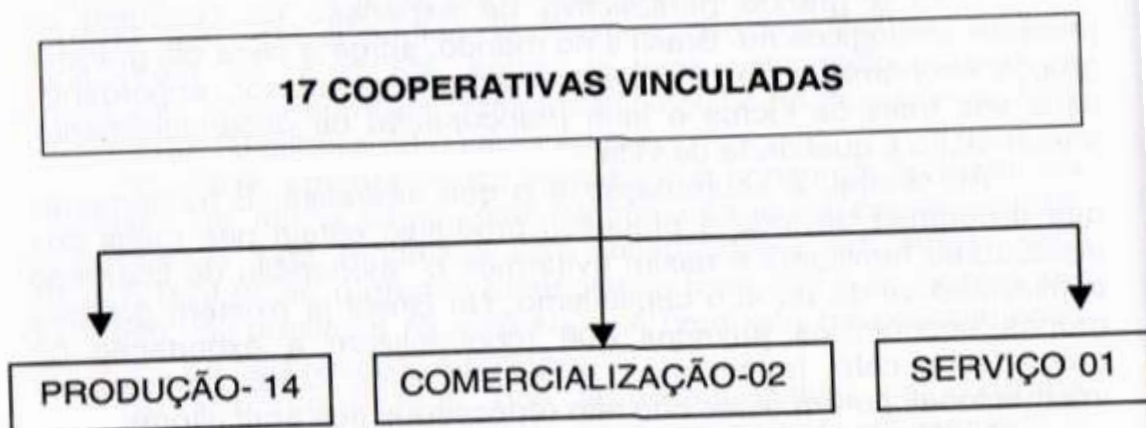 17 COOPERATIVAS VINCULADAS
PRODUÇÃO- 14
COMERCIALIZAÇÃO-02
SERVIÇO 01